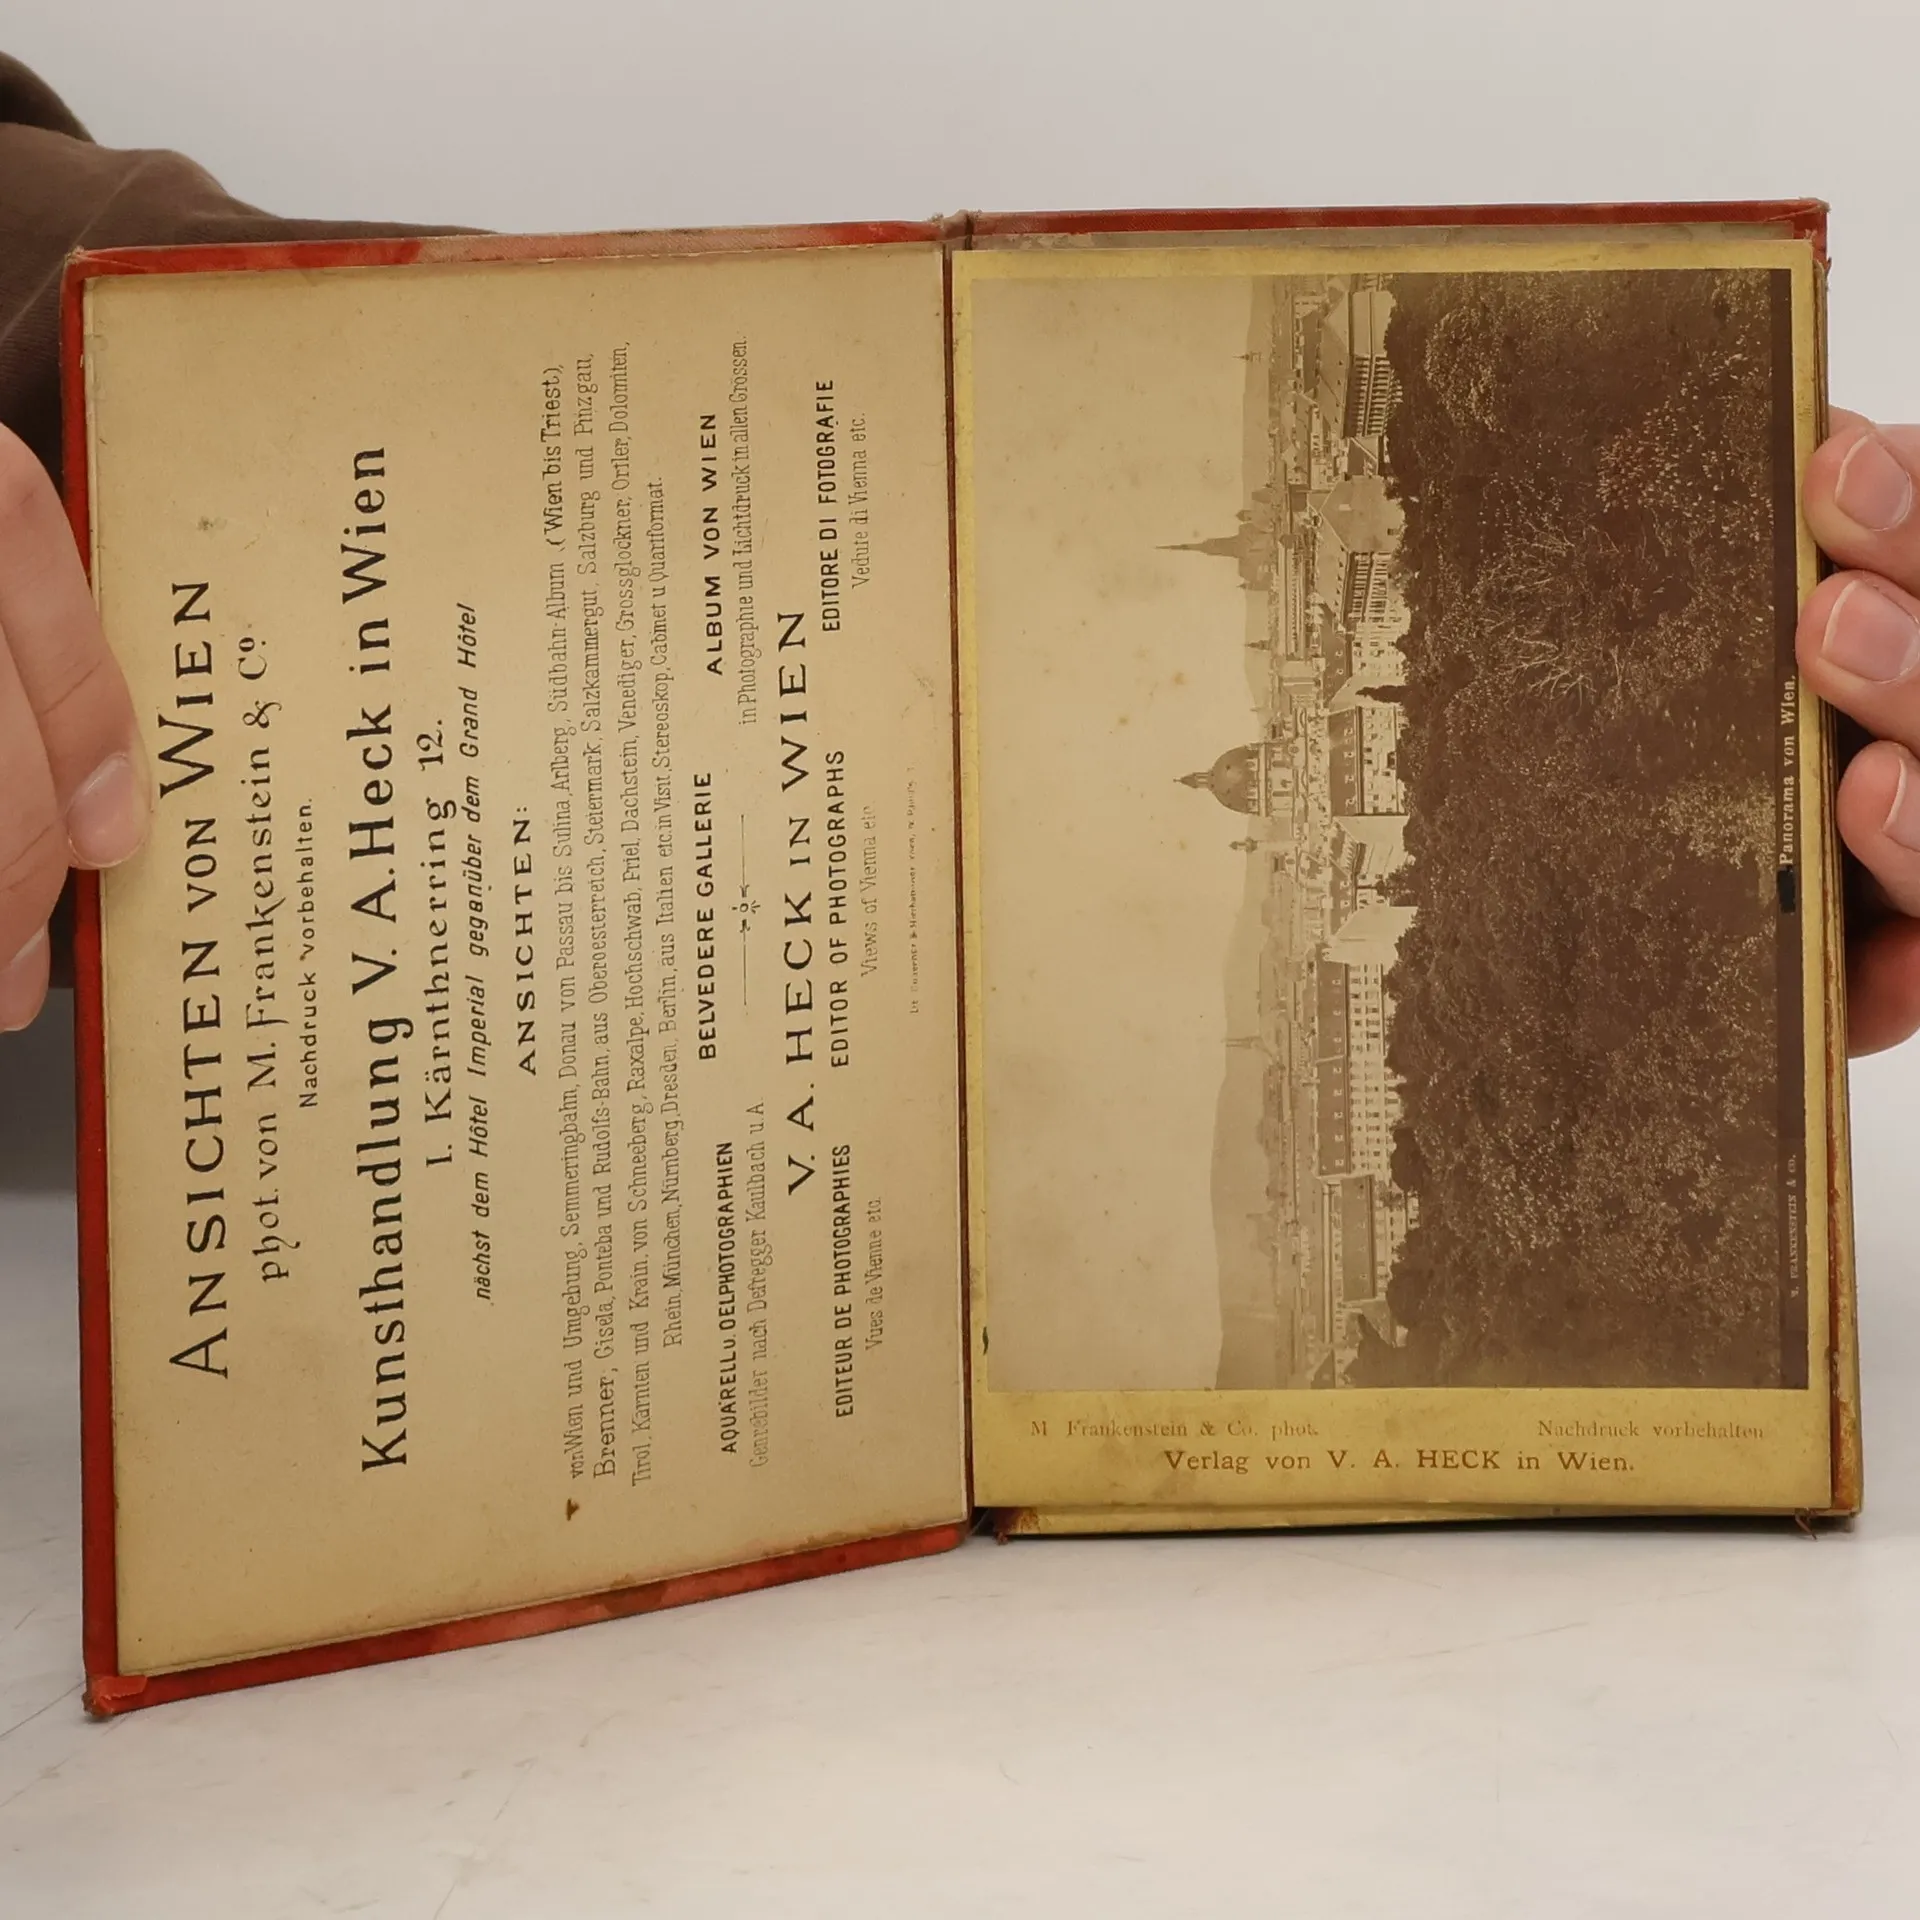 ANSICHTEN VON WIEN
phot. von M. Frankenstein & Cº.
Nachdruck vorbehalten.
Kunsthandlung V. A. Heck in Wien
I. Kärnthnerring 12.
nächst dem Hôtel Imperial gegenüber dem Grand Hôtel
ANSICHTEN:
von Wien und Umgebung, Semmeringbahn, Donau von Passau bis Sulina, Arlberg, Südbahn-Album (Wien bis Triest),
Brenner, Gisela, Ponteba und Rudolfs-Bahn, aus Oberoesterreich, Steiermark, Salzkammergut, Salzburg und Pinzgau,
Tirol, Kärnten und Krain, von Schneeberg, Raxalpe, Hochschwab, Priel, Dachstein, Venediger, Grossglockner, Ortler, Dolomiten,
Rhein, München, Nürnberg, Dresden, Berlin, aus Italien etc. in Visit, Stereoskop, Cabinet u Quartformat.
AQUARELL u. OELPHOTOGRAPHIEN
Genrebilder nach Defregger Kaulbach u. A.
BELVEDERE GALLERIE
ALBUM VON WIEN
in Photographie und Lichtdruck in allen Grossen.
V. A. HECK IN WIEN
EDITEUR DE PHOTOGRAPHIES
Vues de Vienne etc.
EDITOR OF PHOTOGRAPHS
Views of Vienna etc.
EDITORE DI FOTOGRAFIE
Vedute di Vienna etc.
Panorama von Wien.
FRANKENSTEIN & Co.
M Frankenstein & Co. phot.
Nachdruck vorbehalten
Verlag von V. A. HECK in Wien.